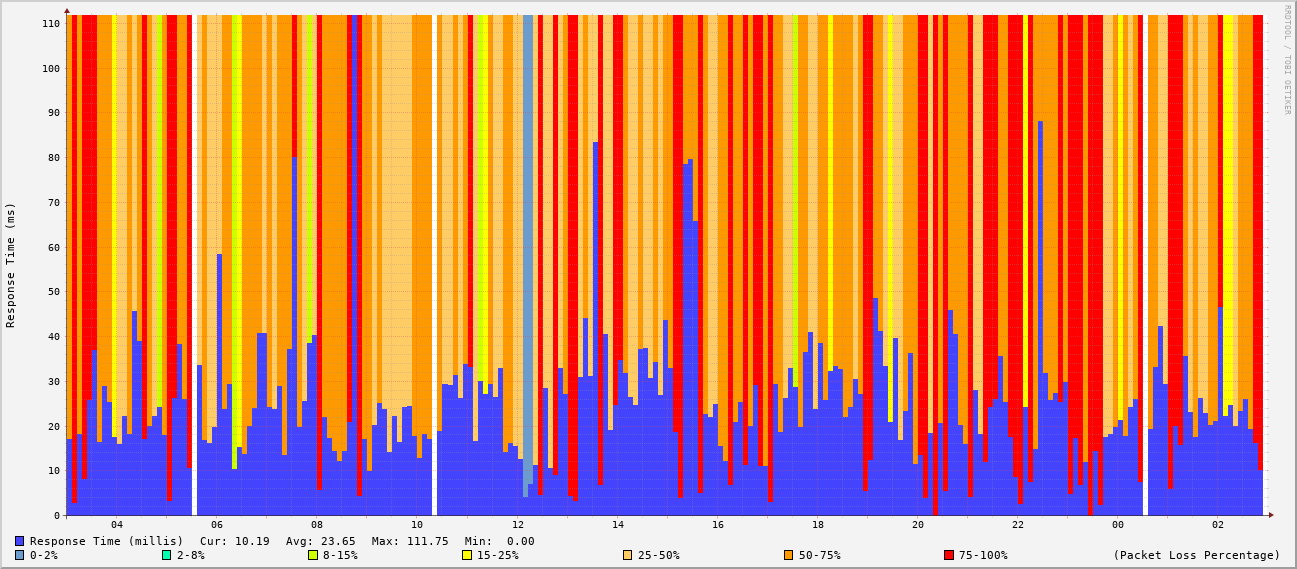 RRDTOOL / TOBI OETIKER
Response Time (ms)
110
100
90
80
70
60
50
40
30
20
10
0
04 06 08 10 12 14 16 18 20 22 00 02
Response Time (millis) Cur: 10.19 Avg: 23.65 Max: 111.75 Min: 0.00
0-2% 2-8% 8-15% 15-25% 25-50% 50-75% 75-100% (Packet Loss Percentage)